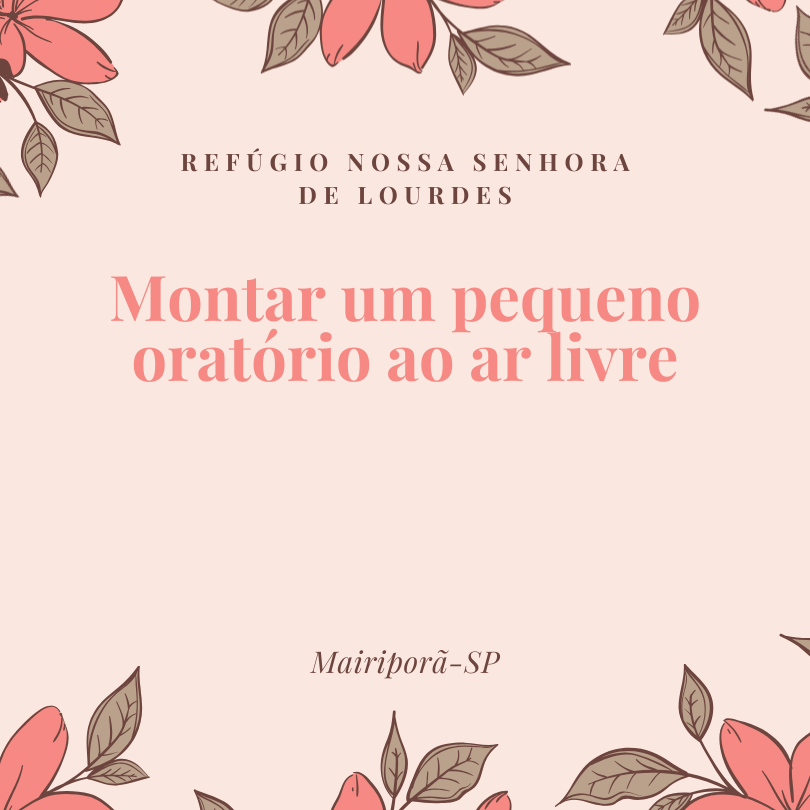 REFÚGIO NOSSA SENHORA
DE LOURDES
Montar um pequeno
oratório ao ar livre
Mairiporã-SP